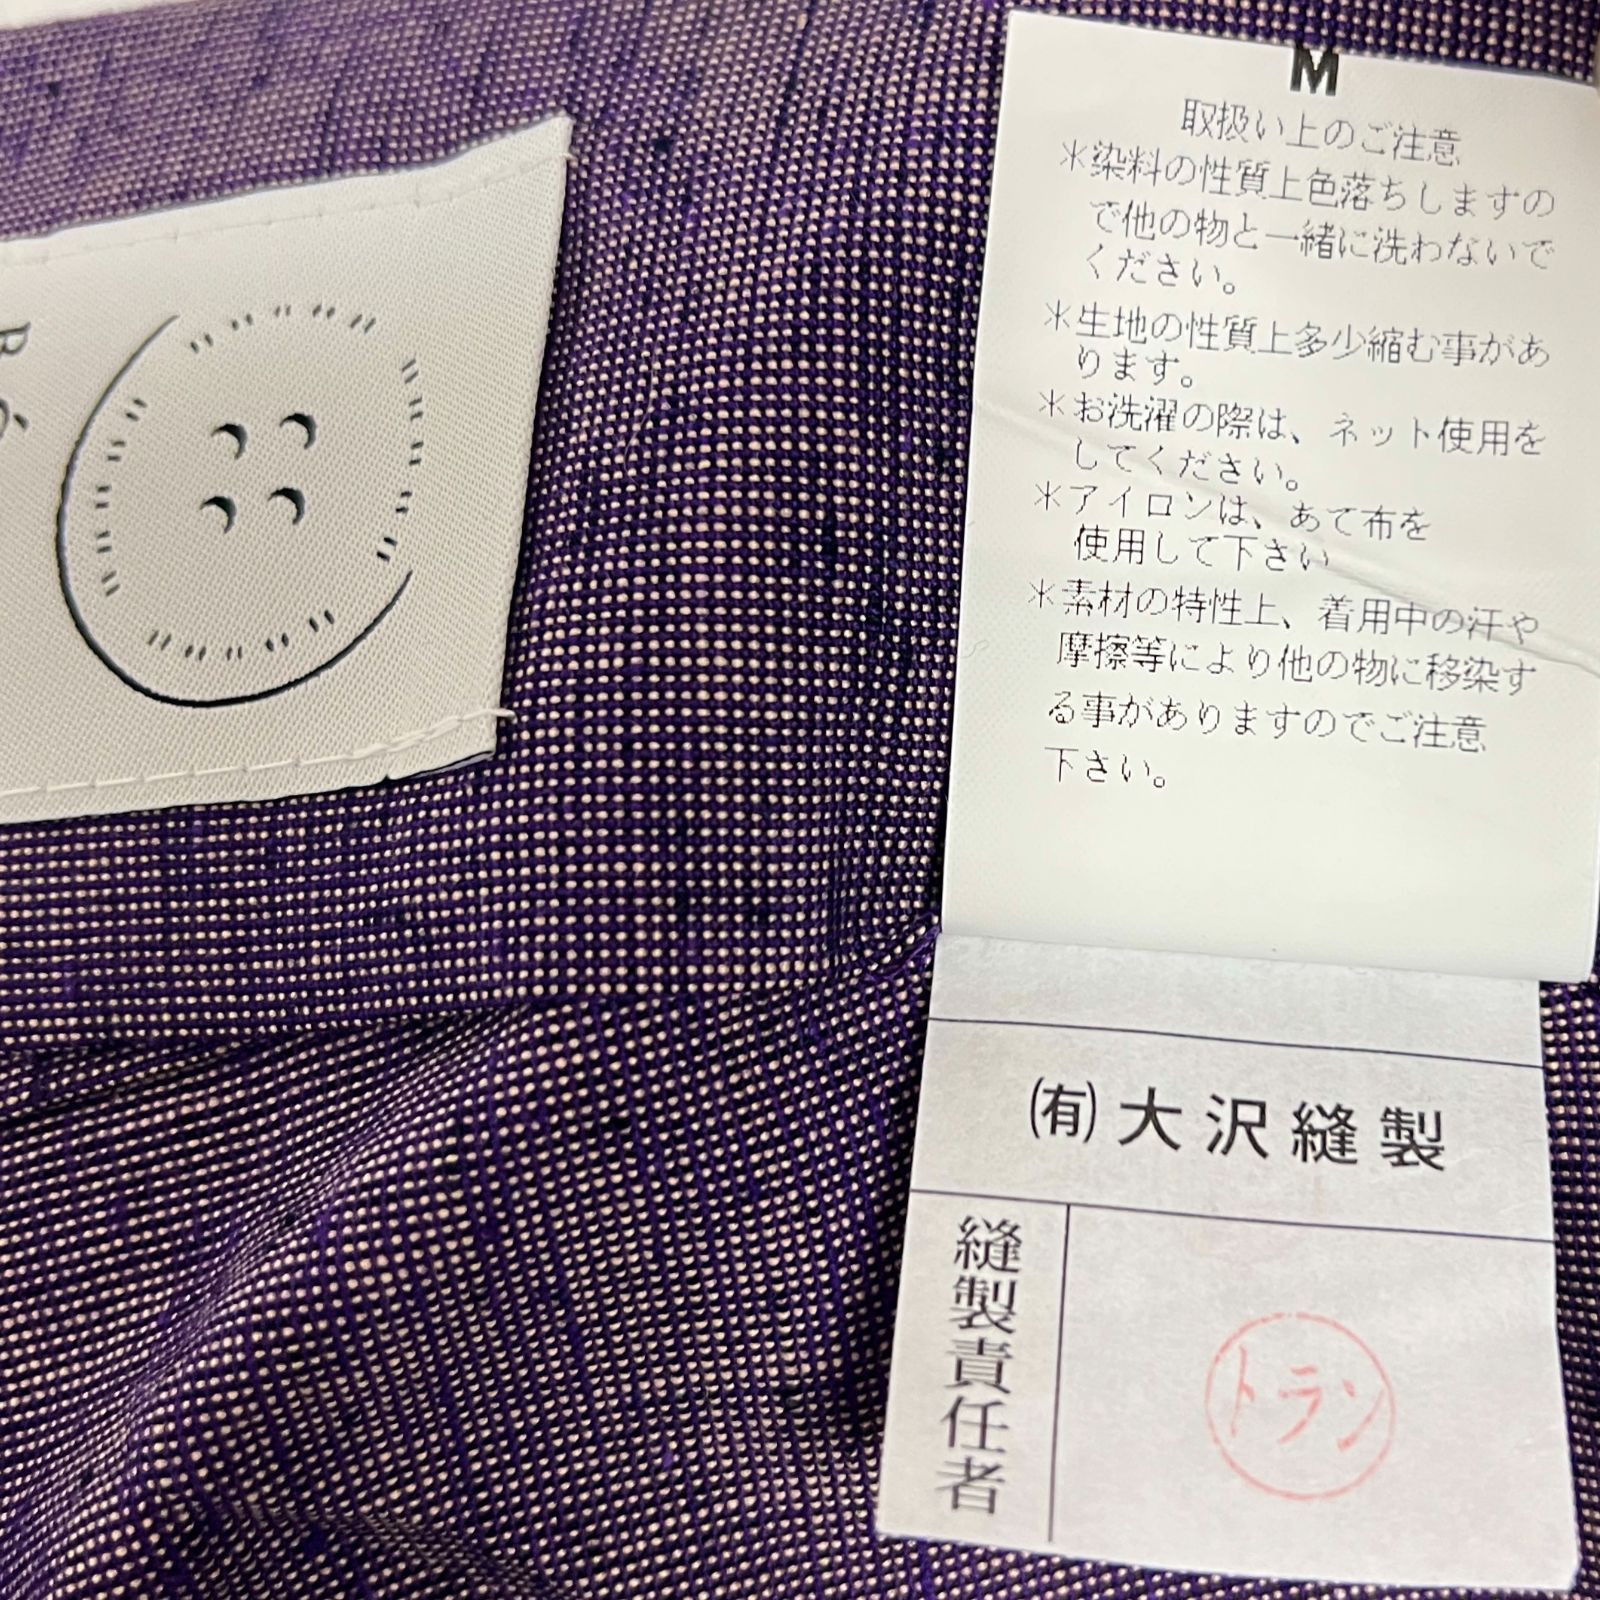 M
取扱い上のご注意
＊染料の性質上色落ちしますの
で他の物と一緒に洗わないで
ください。
＊生地の性質上多少縮む事があ
ります。
＊お洗濯の際は、ネット使用を
してください。
＊アイロンは、あて布を
使用して下さい
＊素材の特性上、着用中の汗や
摩擦等により他の物に移染す
る事がありますのでご注意
下さい。
㈲大沢縫製
縫製責任者
トラン